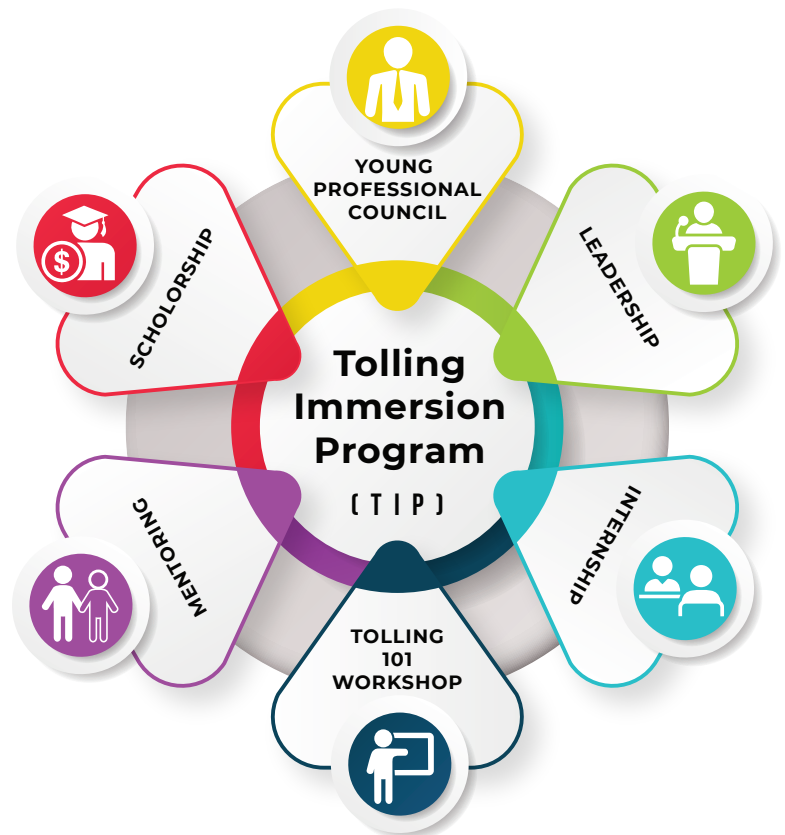 YOUNG
PROFESSIONAL
COUNCIL
LEADERSHIP
INTERNSHIP
TOLLING
101
WORKSHOP
MENTORING
SCHOLORSHIP
$
Tolling
Immersion
Program
(TIP)